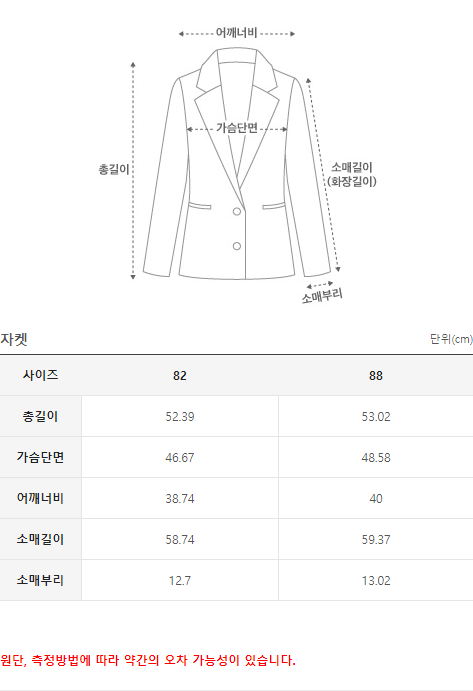 어깨너비
가슴단면
총길이
소매길이
(화장길이)
소매부리
자켓 단위(cm)
사이즈 82 88
총길이 52.39 53.02
가슴단면 46.67 48.58
어깨너비 38.74 40
소매길이 58.74 59.37
소매부리 12.7 13.02
원단, 측정방법에 따라 약간의 오차 가능성이 있습니다.